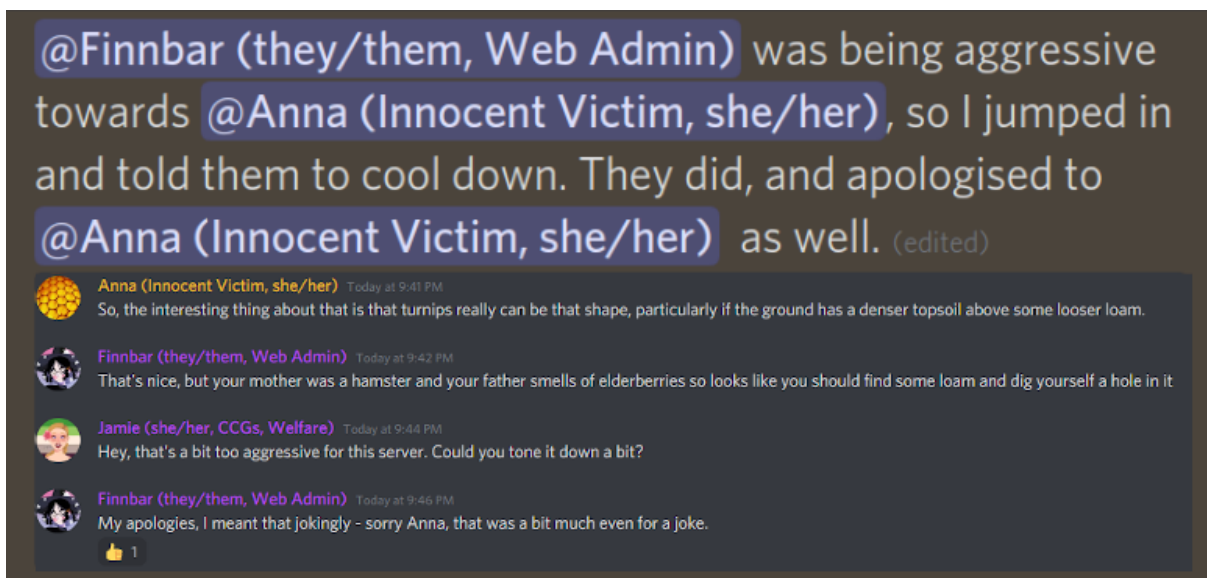 @Finnbar (they/them, Web Admin) was being aggressive
towards @Anna (Innocent Victim, she/her), so I jumped in
and told them to cool down. They did, and apologised to
@Anna (Innocent Victim, she/her) as well. (edited)
Anna (Innocent Victim, she/her) Today at 9:41 PM
So, the interesting thing about that is that turnips really can be that shape, particularly if the ground has a denser topsoil above some looser loam.
Finnbar (they/them, Web Admin) Today at 9:42 PM
That's nice, but your mother was a hamster and your father smells of elderberries so looks like you should find some loam and dig yourself a hole in it
Jamie (she/her, CCGs, Welfare) Today at 9:44 PM
Hey, that's a bit too aggressive for this server. Could you tone it down a bit?
Finnbar (they/them, Web Admin) Today at 9:46 PM
My apologies, I meant that jokingly - sorry Anna, that was a bit much even for a joke.
👍 1